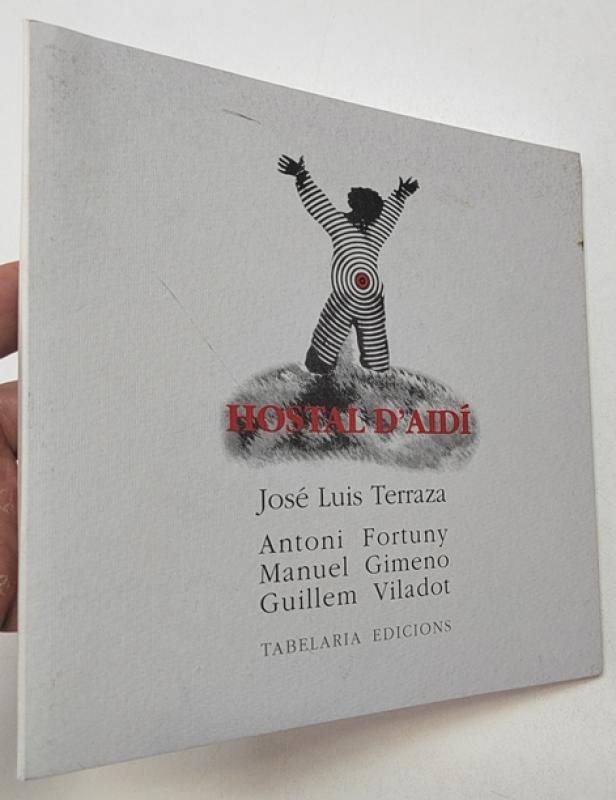 HOSTAL D'AIDÍ
José Luis Terraza
Antoni Fortuny
Manuel Gimeno
Guillem Viladot
TABELARIA EDICIONS